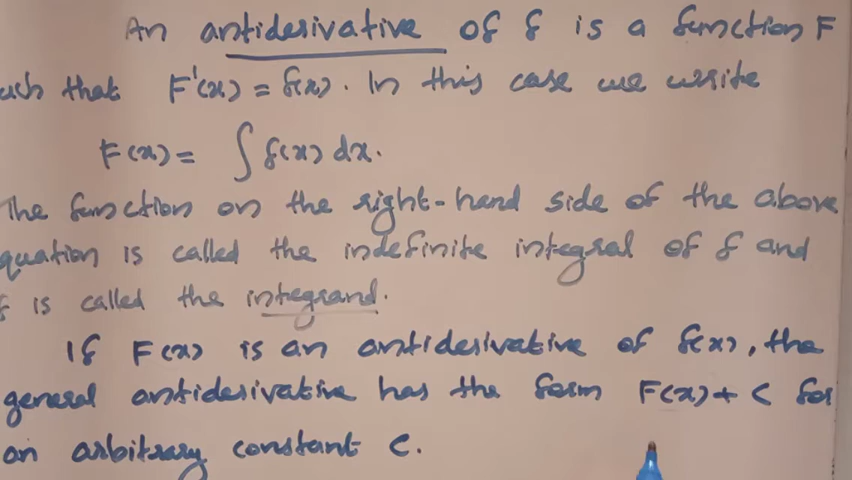 An antiderivative of f is a function F
uch that F'(x) = f(x). In this case we write
F(x) = ∫ f(x) dx.
The function on the right-hand side of the above
quation is called the indefinite integral of f and
f is called the integrand.
If F(x) is an antiderivative of f(x), the
general antiderivative has the form F(x) + C for
an arbitrary constant C.